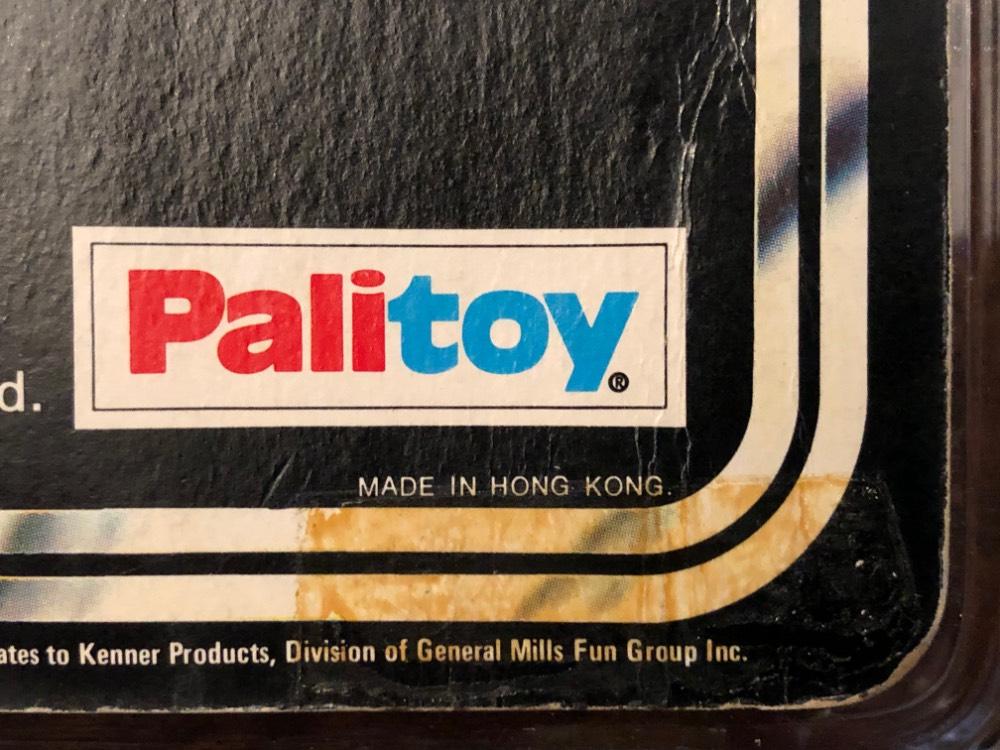 Palitoy®
d.
MADE IN HONG KONG.
ates to Kenner Products, Division of General Mills Fun Group Inc.